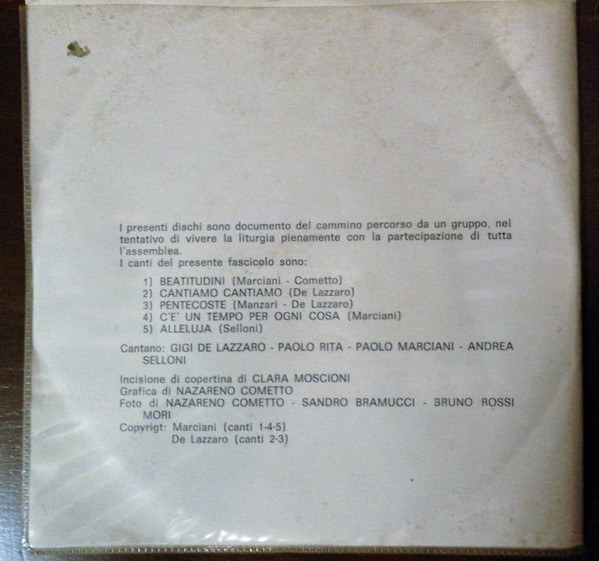 I presenti dischi sono documento del cammino percorso da un gruppo, nel
tentativo di vivere la liturgia pienamente con la partecipazione di tutta
l'assemblea.
I canti del presente fascicolo sono:
1) BEATITUDINI (Marciani - Cometto)
2) CANTIAMO CANTIAMO (De Lazzaro)
3) PENTECOSTE (Manzari - De Lazzaro)
4) C'E' UN TEMPO PER OGNI COSA (Marciani)
5) ALLELUJA (Selloni)
Cantano: GIGI DE LAZZARO - PAOLO RITA - PAOLO MARCIANI - ANDREA
SELLONI
Incisione di copertina di CLARA MOSCIONI
Grafica di NAZARENO COMETTO
Foto di NAZARENO COMETTO - SANDRO BRAMUCCI - BRUNO ROSSI
MORI
Copyrigt: Marciani (canti 1-4-5)
De Lazzaro (canti 2-3)